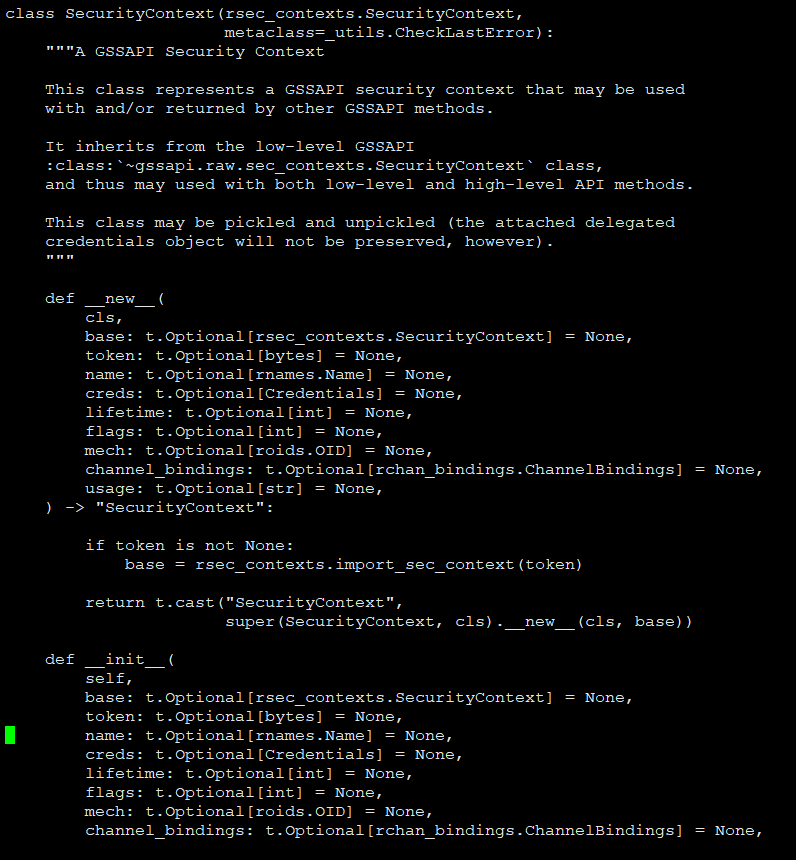 class SecurityContext(rsec_contexts.SecurityContext,
                      metaclass=_utils.CheckLastError):
    """A GSSAPI Security Context

    This class represents a GSSAPI security context that may be used
    with and/or returned by other GSSAPI methods.

    It inherits from the low-level GSSAPI
    :class:`~gssapi.raw.sec_contexts.SecurityContext` class,
    and thus may used with both low-level and high-level API methods.

    This class may be pickled and unpickled (the attached delegated
    credentials object will not be preserved, however).
    """

    def __new__(
        cls,
        base: t.Optional[rsec_contexts.SecurityContext] = None,
        token: t.Optional[bytes] = None,
        name: t.Optional[rnames.Name] = None,
        creds: t.Optional[Credentials] = None,
        lifetime: t.Optional[int] = None,
        flags: t.Optional[int] = None,
        mech: t.Optional[roids.OID] = None,
        channel_bindings: t.Optional[rchan_bindings.ChannelBindings] = None,
        usage: t.Optional[str] = None,
    ) -> "SecurityContext":

        if token is not None:
            base = rsec_contexts.import_sec_context(token)

        return t.cast("SecurityContext",
                      super(SecurityContext, cls).__new__(cls, base))

    def __init__(
        self,
        base: t.Optional[rsec_contexts.SecurityContext] = None,
        token: t.Optional[bytes] = None,
        name: t.Optional[rnames.Name] = None,
        creds: t.Optional[Credentials] = None,
        lifetime: t.Optional[int] = None,
        flags: t.Optional[int] = None,
        mech: t.Optional[roids.OID] = None,
        channel_bindings: t.Optional[rchan_bindings.ChannelBindings] = None,